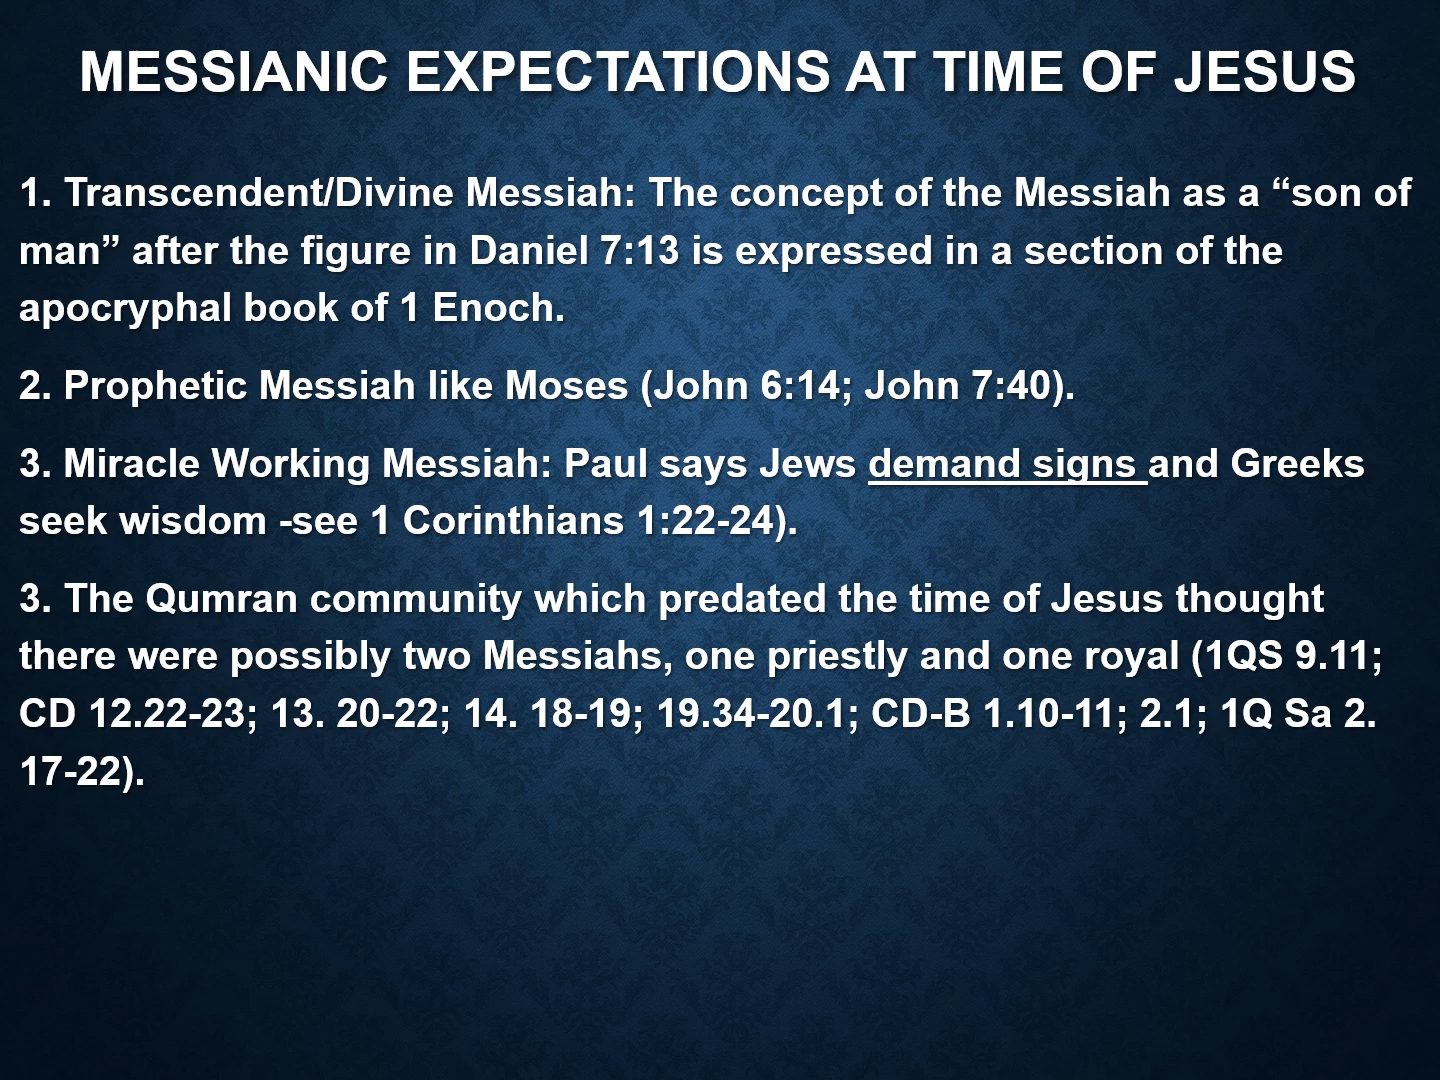 MESSIANIC EXPECTATIONS AT TIME OF JESUS
1. Transcendent/Divine Messiah: The concept of the Messiah as a “son of
man” after the figure in Daniel 7:13 is expressed in a section of the
apocryphal book of 1 Enoch.
2. Prophetic Messiah like Moses (John 6:14; John 7:40).
3. Miracle Working Messiah: Paul says Jews demand signs and Greeks
seek wisdom -see 1 Corinthians 1:22-24).
3. The Qumran community which predated the time of Jesus thought
there were possibly two Messiahs, one priestly and one royal (1QS 9.11;
CD 12.22-23; 13. 20-22; 14. 18-19; 19.34-20.1; CD-B 1.10-11; 2.1; 1Q Sa 2.
17-22).